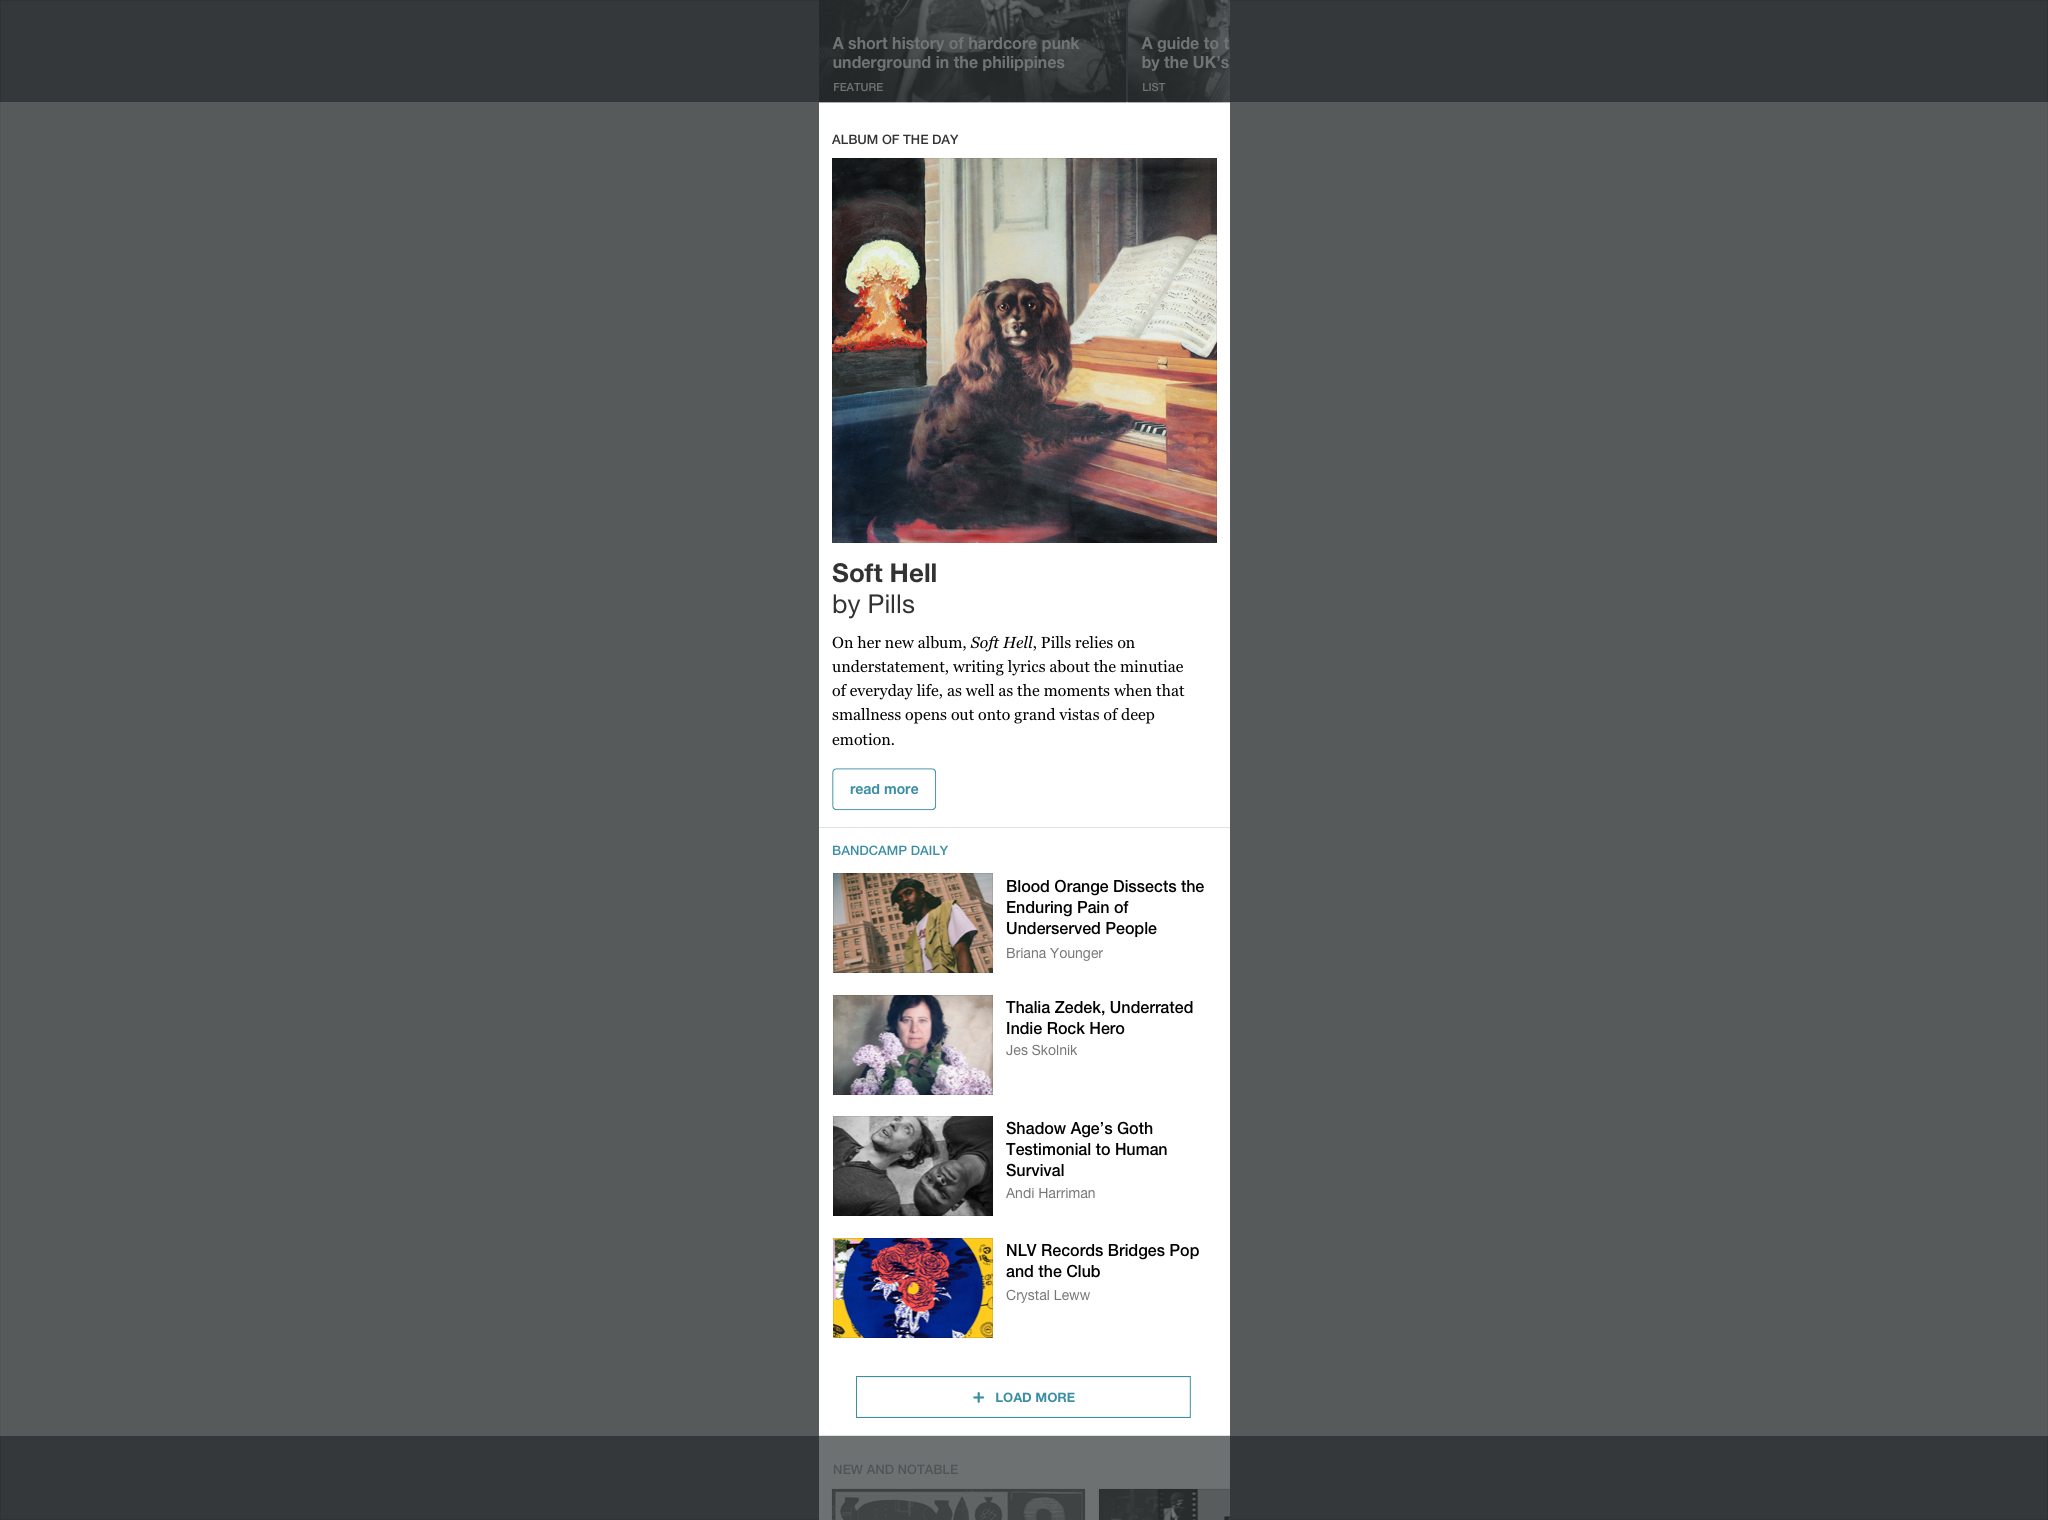 A short history of hardcore punk
underground in the philippines
FEATURE
A guide to t
by the UK's
LIST
ALBUM OF THE DAY
Soft Hell
by Pills
On her new album, Soft Hell, Pills relies on
understatement, writing lyrics about the minutiae
of everyday life, as well as the moments when that
smallness opens out onto grand vistas of deep
emotion.
read more
BANDCAMP DAILY
Blood Orange Dissects the
Enduring Pain of
Underserved People
Briana Younger
Thalia Zedek, Underrated
Indie Rock Hero
Jes Skolnik
Shadow Age’s Goth
Testimonial to Human
Survival
Andi Harriman
NLV Records Bridges Pop
and the Club
Crystal Leww
+ LOAD MORE
NEW AND NOTABLE